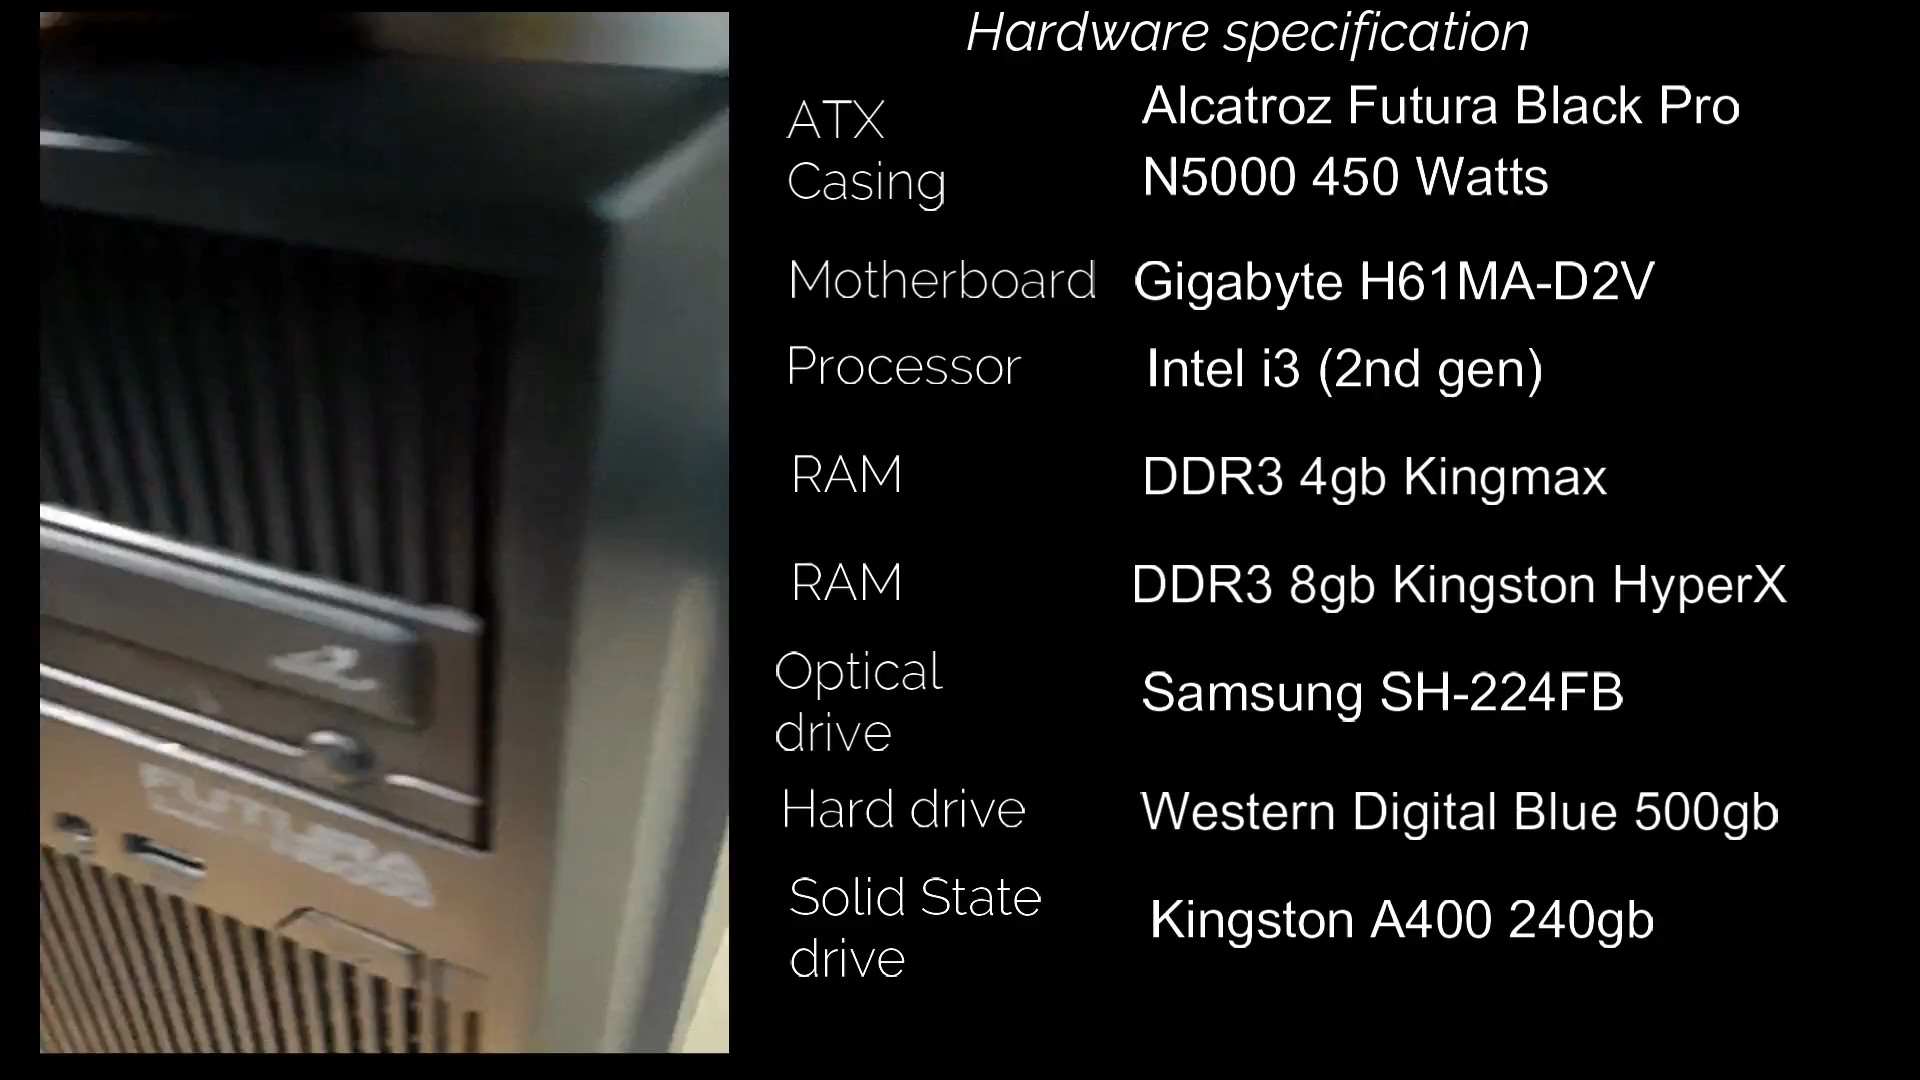 Hardware specification
ATX
Casing
Alcatroz Futura Black Pro
N5000 450 Watts
Motherboard
Gigabyte H61MA-D2V
Processor
Intel i3 (2nd gen)
RAM
DDR3 4gb Kingmax
RAM
DDR3 8gb Kingston HyperX
Optical
drive
Samsung SH-224FB
Hard drive
Western Digital Blue 500gb
Solid State
drive
Kingston A400 240gb
FUTURA